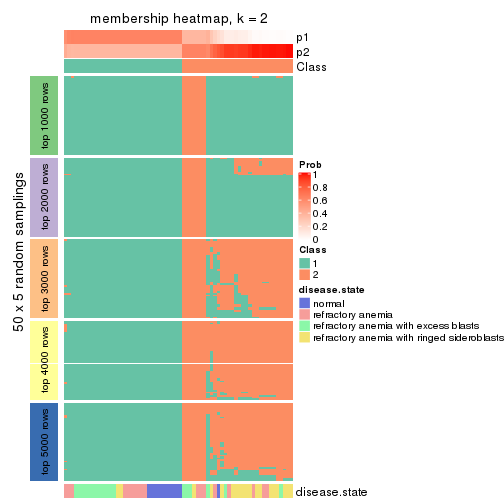 membership heatmap, k = 2
p1
p2
Class
50 x 5 random samplings
top 1000 rows
top 2000 rows
top 3000 rows
top 4000 rows
top 5000 rows
Prob
1
0.8
0.6
0.4
0.2
0
Class
1
2
disease.state
normal
refractory anemia
refractory anemia with excess blasts
refractory anemia with ringed sideroblasts
disease.state